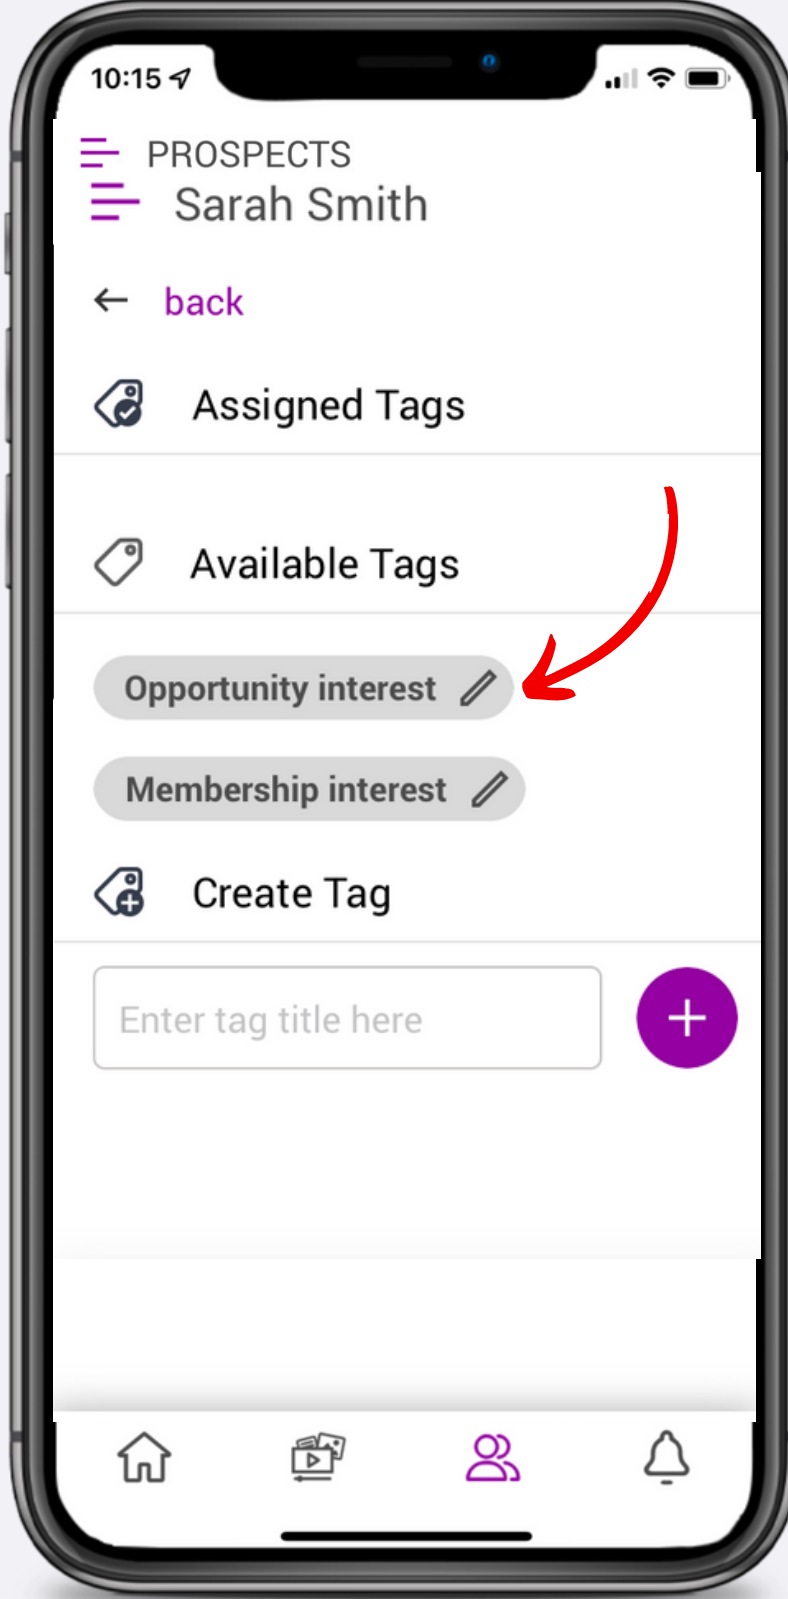 10:15
PROSPECTS
Sarah Smith
back
Assigned Tags
Available Tags
Opportunity interest
Membership interest
Create Tag
Enter tag title here